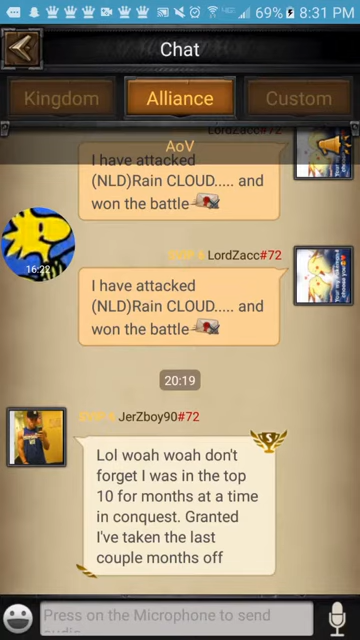 69% 8:31 PM
Chat
Kingdom Alliance Custom
LordZacc#72
AoV
I have attacked
(NLD)Rain CLOUD..... and
won the battle
16:22
LordZacc#72
I have attacked
(NLD)Rain CLOUD..... and
won the battle
20:19
JerZboy90#72
Lol woah woah don't
forget I was in the top
10 for months at a time
in conquest. Granted
I've taken the last
couple months off
Press on the Microphone to send
audio